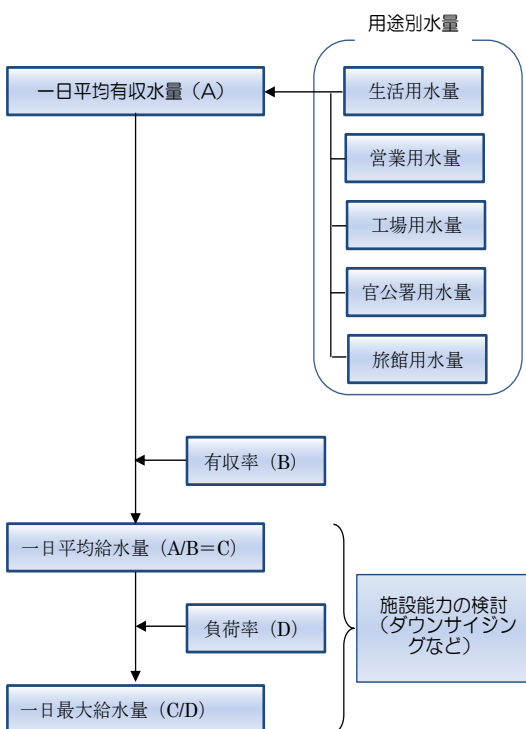 用途別水量
一日平均有収水量（A）
生活用水量
営業用水量
工場用水量
官公署用水量
旅館用水量
有収率（B）
一日平均給水量（A/B＝C）
負荷率（D）
施設能力の検討
（ダウンサイジン
グなど）
一日最大給水量（C/D）